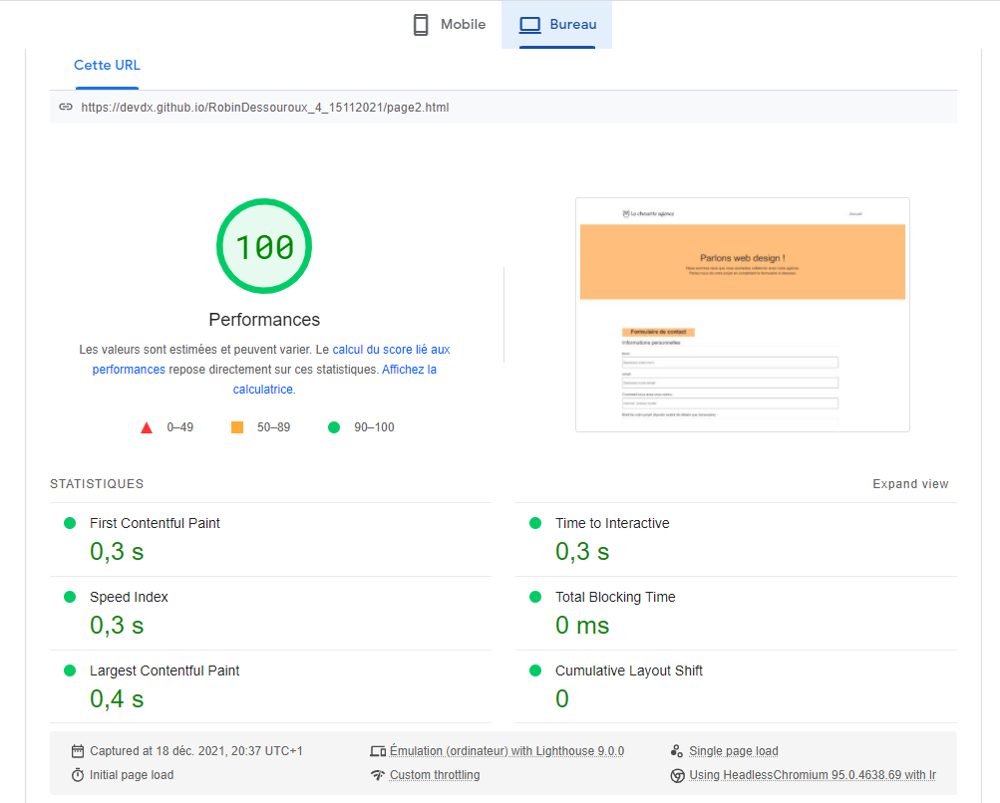 Mobile
Bureau
Cette URL
https://devdx.github.io/RobinDessouroux_4_15112021/page2.html
100
Performances
Les valeurs sont estimées et peuvent varier. Le calcul du score lié aux
performances repose directement sur ces statistiques. Affichez la
calculatrice.
0–49
50–89
90–100
La chouette agence
Parlons web design !
Formulaire de contact
Informations personnelles
STATISTIQUES
Expand view
First Contentful Paint
0,3 s
Time to Interactive
0,3 s
Speed Index
0,3 s
Total Blocking Time
0 ms
Largest Contentful Paint
0,4 s
Cumulative Layout Shift
0
Captured at 18 déc. 2021, 20:37 UTC+1
Émulation (ordinateur) with Lighthouse 9.0.0
Single page load
Initial page load
Custom throttling
Using HeadlessChromium 95.0.4638.69 with lr